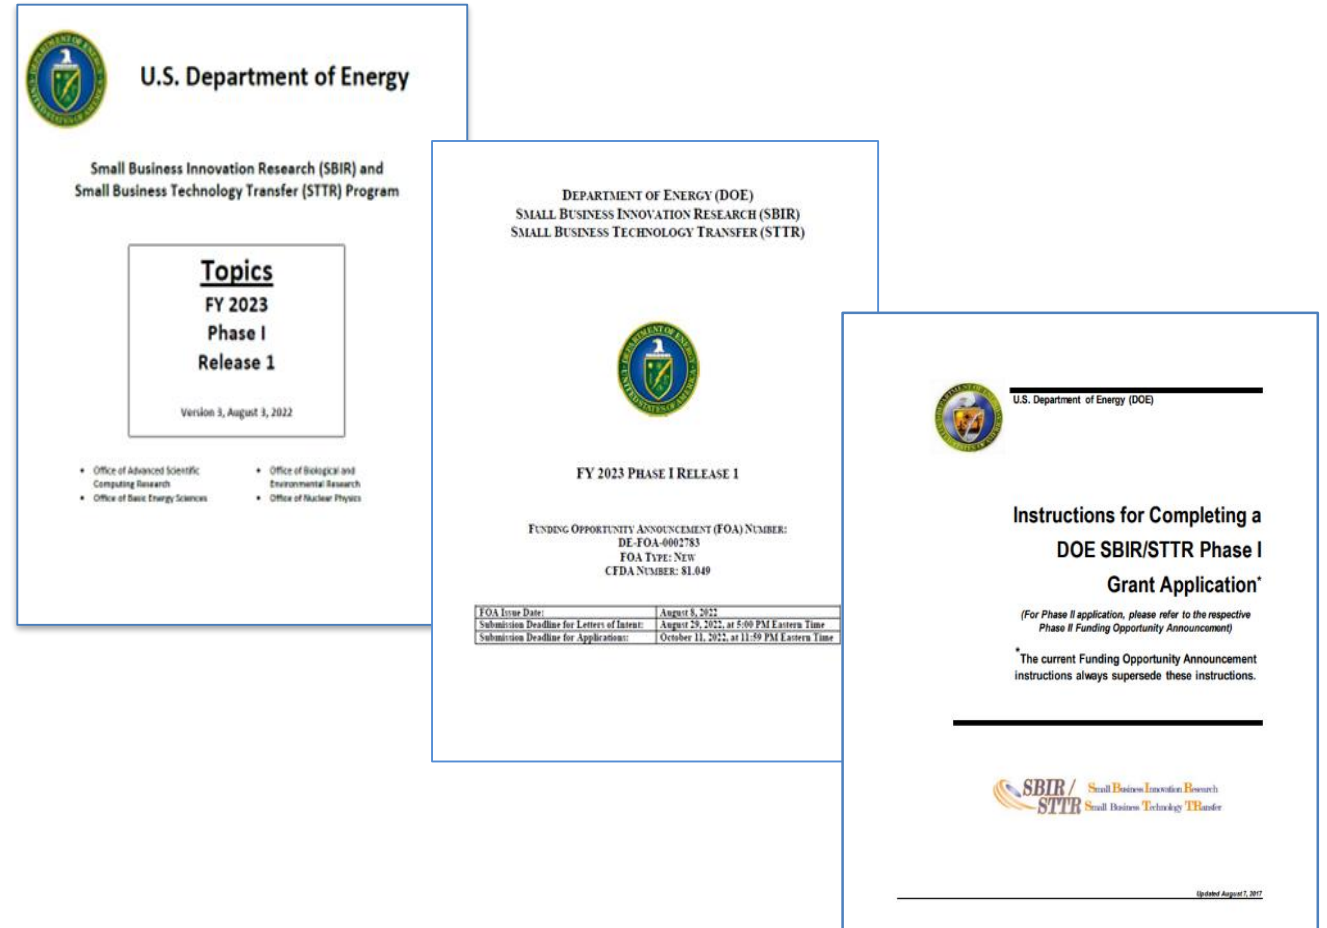 U.S. Department of Energy
Small Business Innovation Research (SBIR) and
Small Business Technology Transfer (STTR) Program
Topics
FY 2023
Phase I
Release 1
Version 3, August 3, 2022
• Office of Advanced Scientific
Computing Research
• Office of Basic Energy Sciences
• Office of Biological and
Environmental Research
• Office of Nuclear Physics
DEPARTMENT OF ENERGY (DOE)
SMALL BUSINESS INNOVATION RESEARCH (SBIR)
SMALL BUSINESS TECHNOLOGY TRANSFER (STTR)
FY 2023 PHASE I RELEASE 1
FUNDING OPPORTUNITY ANNOUNCEMENT (FOA) NUMBER:
DE-FOA-0002783
FOA TYPE: NEW
CFDA NUMBER: 81.049
FOA Issue Date: August 8, 2022
Submission Deadline for Letters of Intent: August 29, 2022, at 5:00 PM Eastern Time
Submission Deadline for Applications: October 11, 2022, at 11:59 PM Eastern Time
U.S. Department of Energy (DOE)
Instructions for Completing a
DOE SBIR/STTR Phase I
Grant Application*
(For Phase II application, please refer to the respective
Phase II Funding Opportunity Announcement)
*The current Funding Opportunity Announcement
instructions always supersede these instructions.
SBIR / Small Business Innovation Research
STTR Small Business Technology TRansfer
Updated August 7, 2017